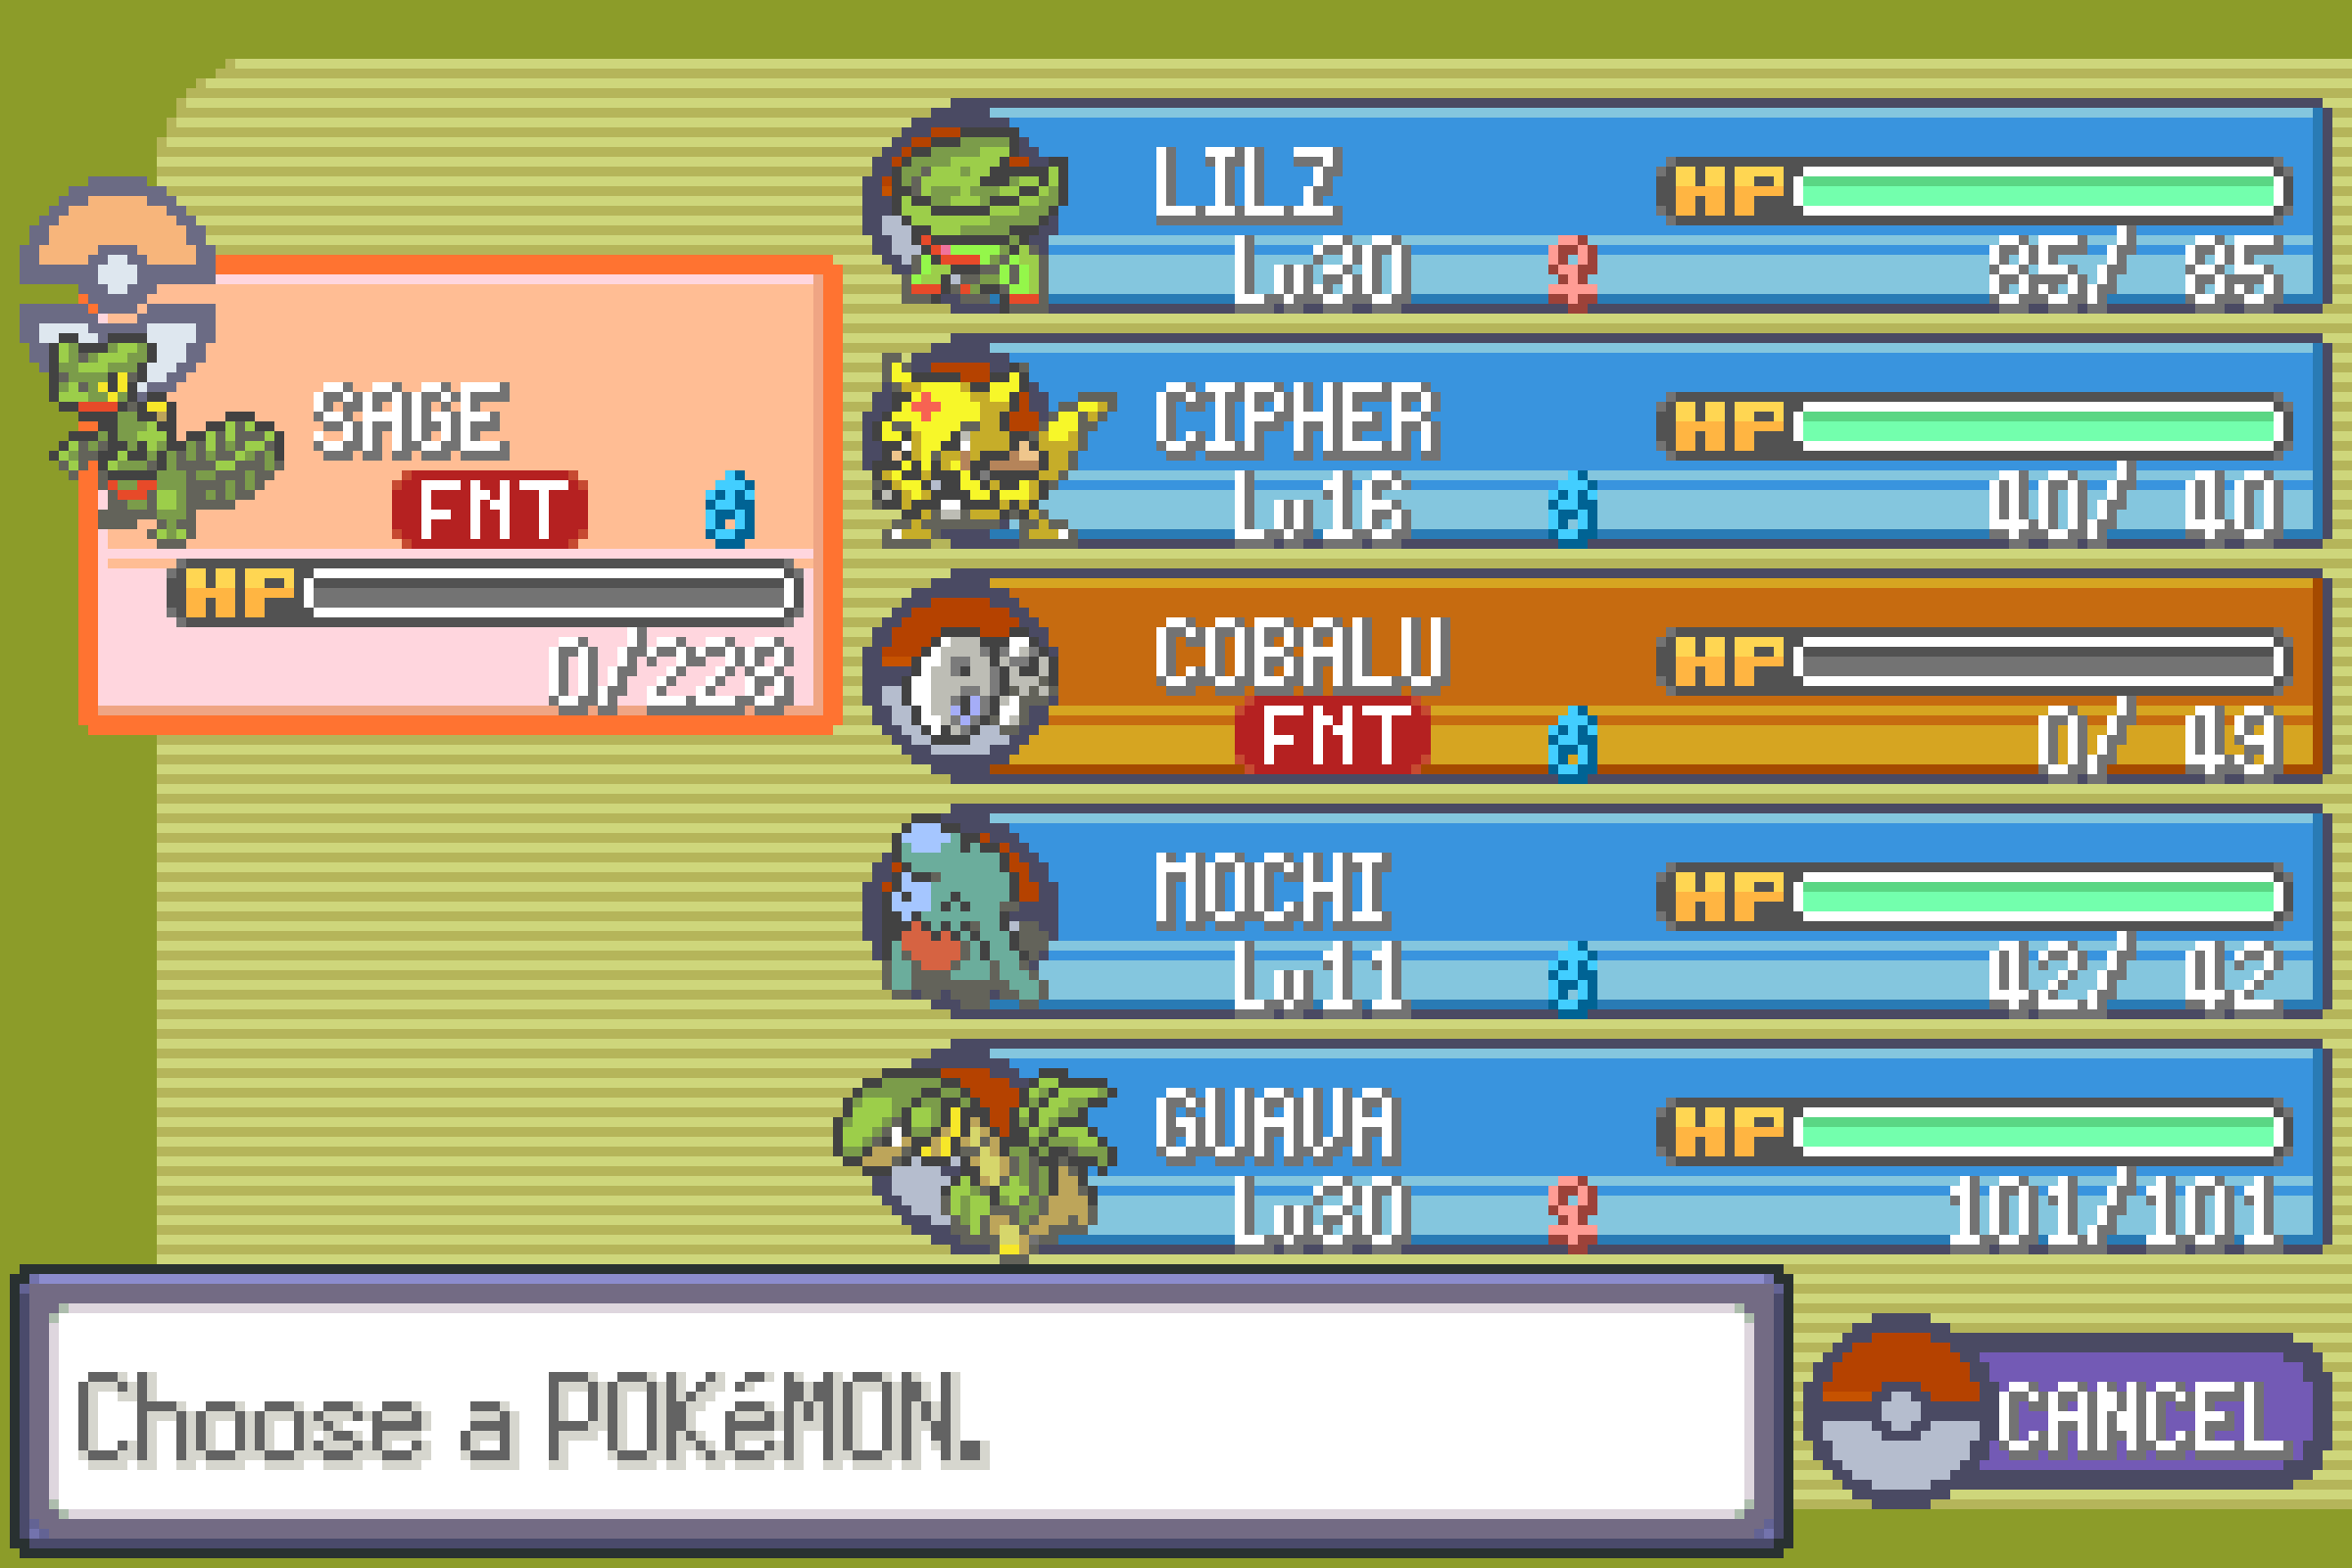 SAGE
FNT ♂
HP
0/228
LILZ
HP
Lv30 ♀ 85/ 85
CIPHER
HP
Lv16 ♂ 40/ 40
COBALU
HP
FNT ♂ 0/ 49
MOCHI
HP
Lv11 ♂ 42/ 42
GUAVA
HP
Lv30 ♀ 101/101
Choose a POKéMON.
CANCEL